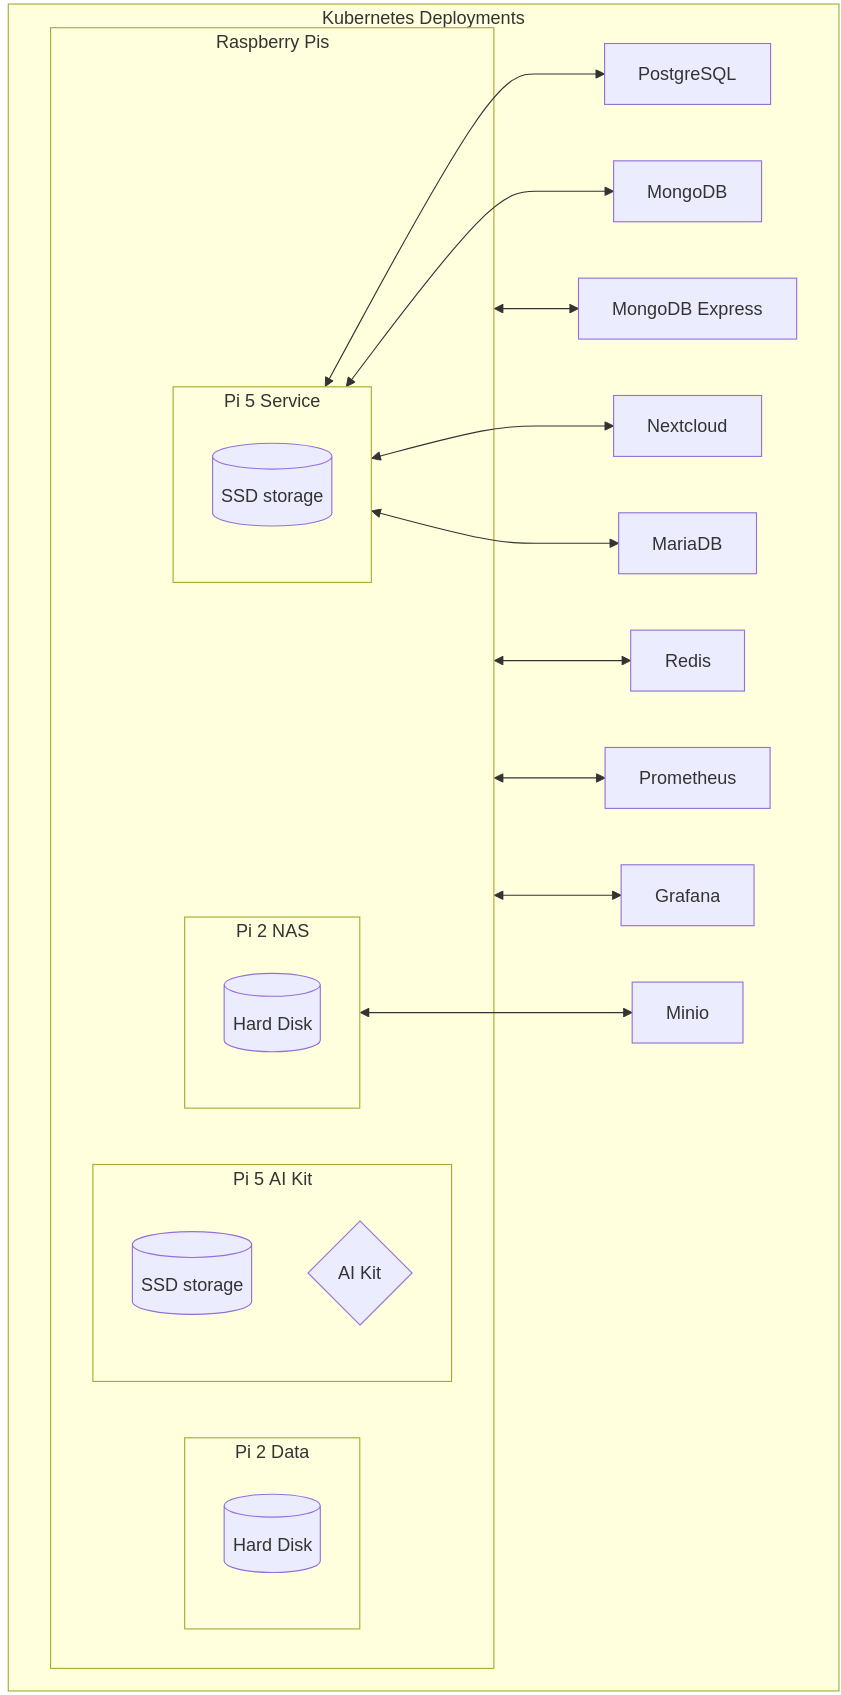 Kubernetes Deployments
Raspberry Pis
PostgreSQL
MongoDB
MongoDB Express
Pi 5 Service
SSD storage
Nextcloud
MariaDB
Redis
Prometheus
Grafana
Pi 2 NAS
Hard Disk
Minio
Pi 5 AI Kit
SSD storage
AI Kit
Pi 2 Data
Hard Disk